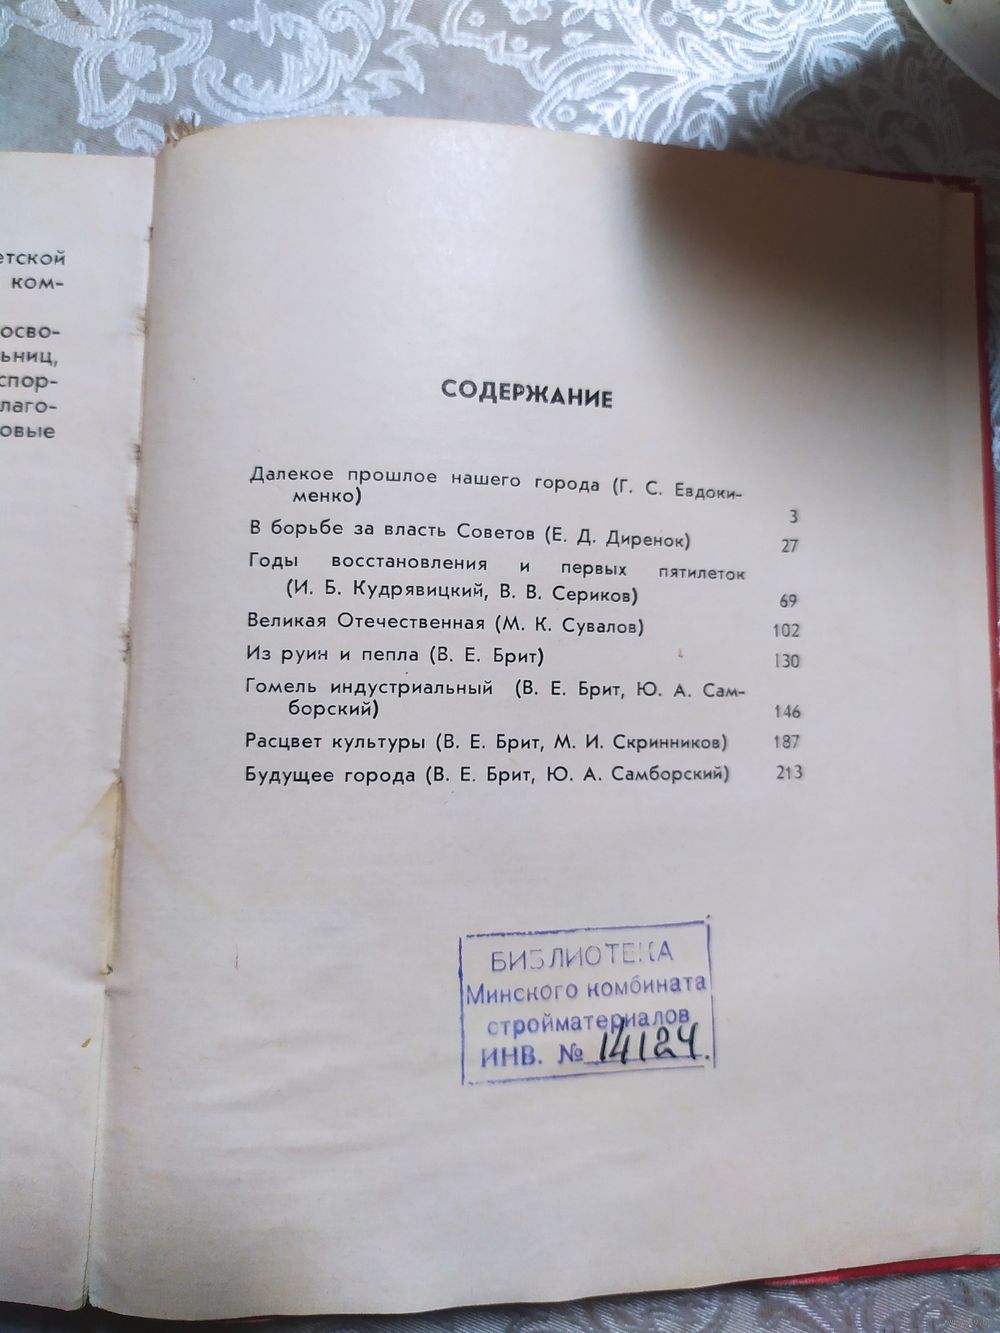 етской
ком-
осво-
ьниц,
спор-
лаго-
овые
СОДЕРЖАНИЕ
Далекое прошлое нашего города (Г. С. Евдоки-
менко) 3
В борьбе за власть Советов (Е. Д. Диренок) 27
Годы восстановления и первых пятилеток
(И. Б. Кудрявицкий, В. В. Сериков) 69
Великая Отечественная (М. К. Сувалов) 102
Из руин и пепла (В. Е. Брит) 130
Гомель индустриальный (В. Е. Брит, Ю. А. Сам-
борский) 146
Расцвет культуры (В. Е. Брит, М. И. Скринников) 187
Будущее города (В. Е. Брит, Ю. А. Самборский) 213
БИБЛИОТЕКА
Минского комбината
стройматериалов
ИНВ. № 14124.